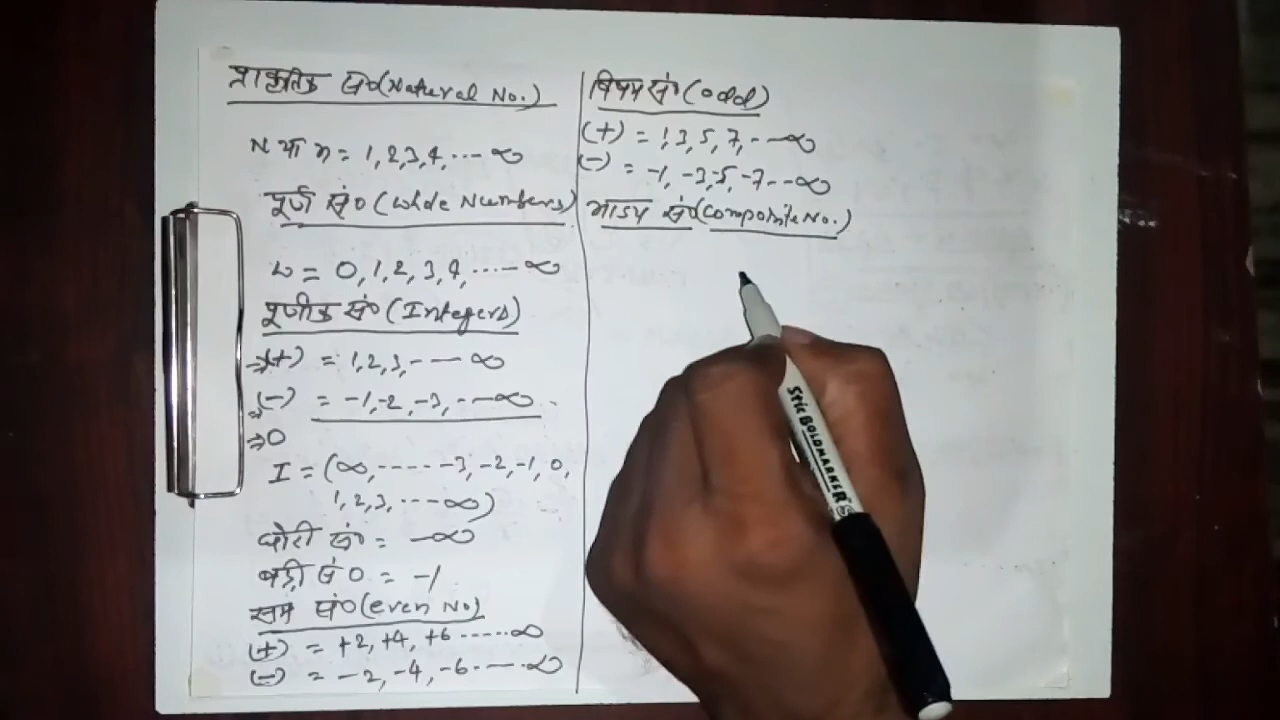 प्राकृतिक सं०(Natural No.)
N या n = 1,2,3,4,....∞
पूर्ण सं०(Whole Numbers)
W = 0,1,2,3,4,....—∞
पूर्णांक सं०(Integers)
⇒(+) = 1,2,3,-—∞
⇒(-) = -1,-2,-3,-—∞
⇒0
I = (∞,----- -3,-2,-1,0,
1,2,3,...—∞)
छोटी सं० = -∞
बड़ी सं० = -1
सम सं०(even No)
(+) = +2,+4,+6.....∞
(-) = -2,-4,-6.—.∞
विषम सं०(odd)
(+) = 1,3,5,7,-—∞
(-) = -1,-3,-5,-7--∞
भाज्य सं०(Composite No.)
Stic BOLDMARKER